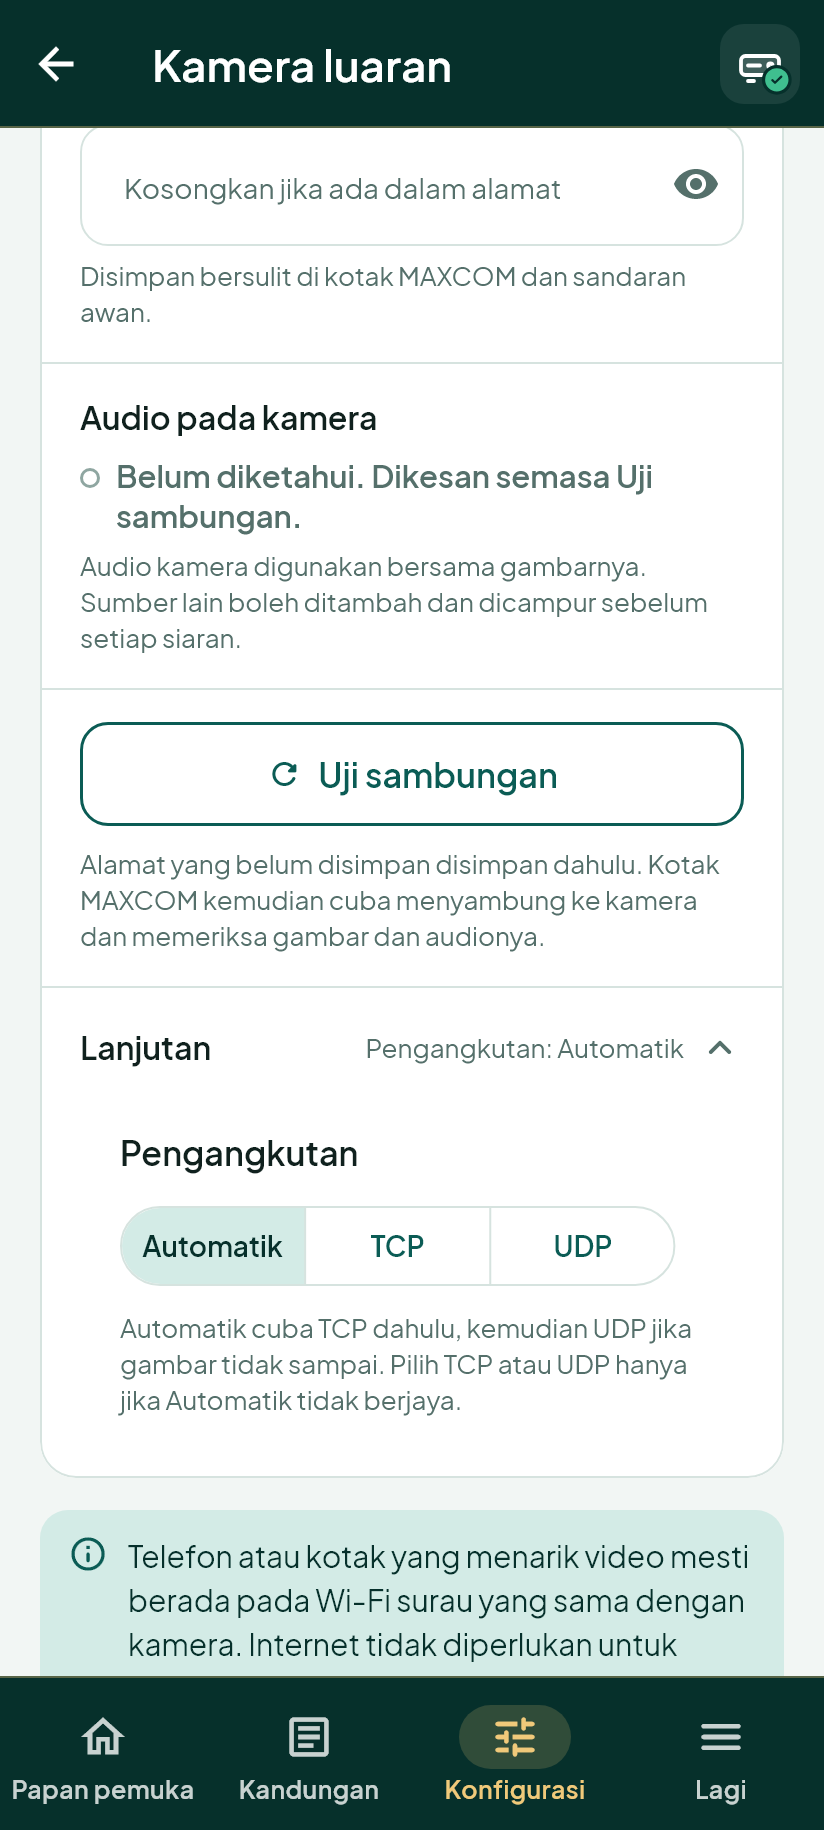 Kamera luaran
Kosongkan jika ada dalam alamat
Disimpan bersulit di kotak MAXCOM dan sandaran
awan.
Audio pada kamera
Belum diketahui. Dikesan semasa Uji
sambungan.
Audio kamera digunakan bersama gambarnya.
Sumber lain boleh ditambah dan dicampur sebelum
setiap siaran.
Uji sambungan
Alamat yang belum disimpan disimpan dahulu. Kotak
MAXCOM kemudian cuba menyambung ke kamera
dan memeriksa gambar dan audionya.
Lanjutan
Pengangkutan: Automatik
Pengangkutan
Automatik
TCP
UDP
Automatik cuba TCP dahulu, kemudian UDP jika
gambar tidak sampai. Pilih TCP atau UDP hanya
jika Automatik tidak berjaya.
Telefon atau kotak yang menarik video mesti
berada pada Wi-Fi surau yang sama dengan
kamera. Internet tidak diperlukan untuk
Papan pemuka
Kandungan
Konfigurasi
Lagi